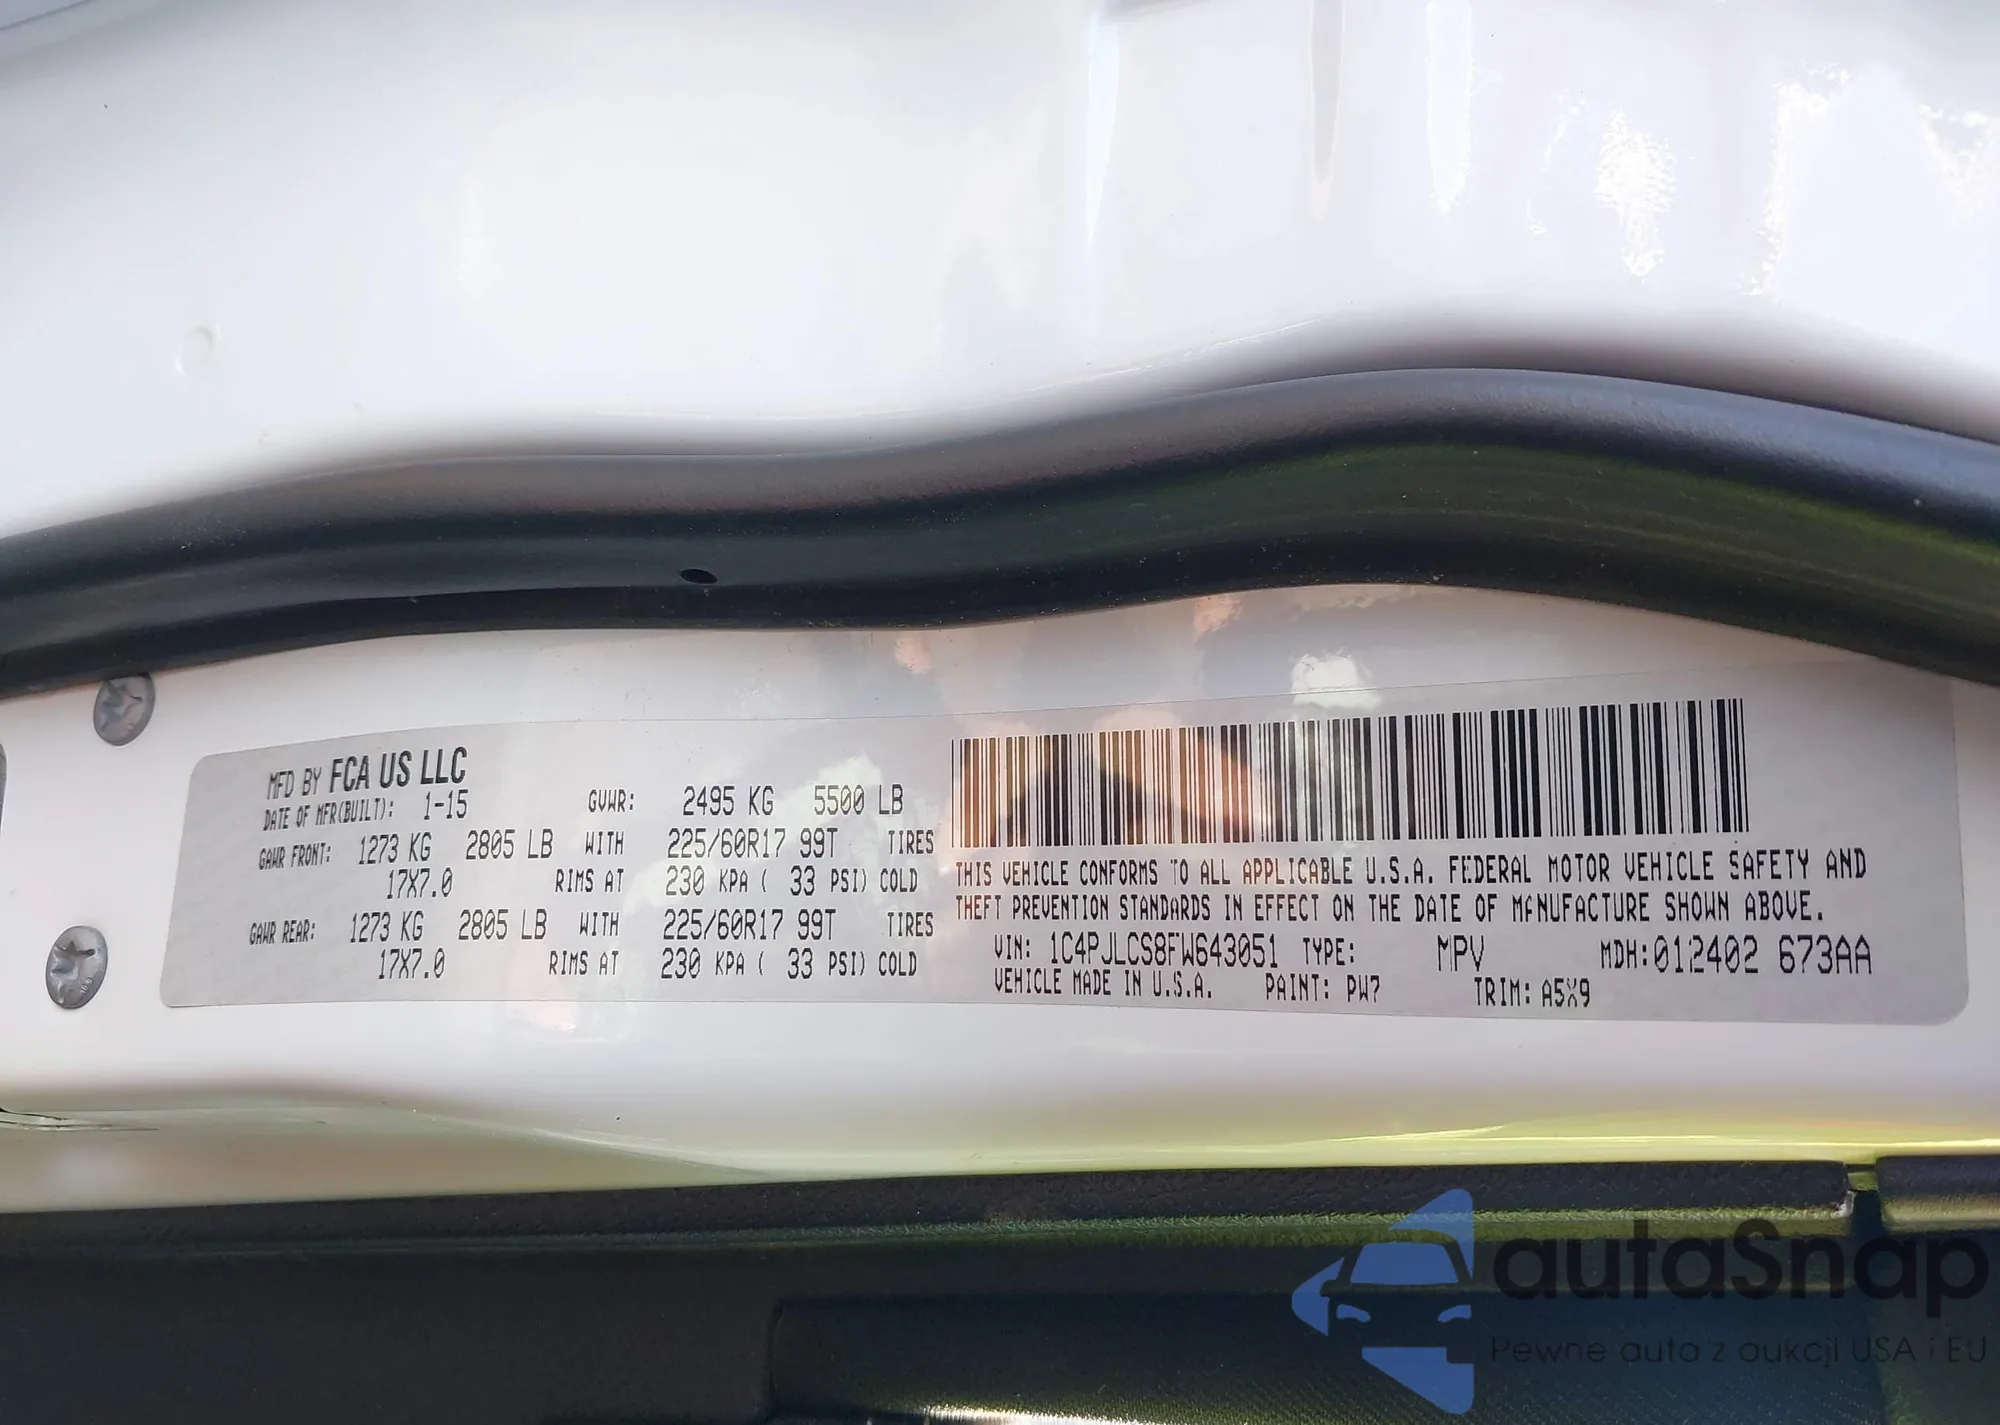 MFD BY FCA US LLC
DATE OF MFR(BUILT): 1-15 GVWR: 2495 KG 5500 LB
GAWR FRONT: 1273 KG 2805 LB WITH 225/60R17 99T TIRES
17X7.0 RIMS AT 230 KPA ( 33 PSI) COLD
GAWR REAR: 1273 KG 2805 LB WITH 225/60R17 99T TIRES
17X7.0 RIMS AT 230 KPA ( 33 PSI) COLD
THIS VEHICLE CONFORMS TO ALL APPLICABLE U.S.A. FEDERAL MOTOR VEHICLE SAFETY AND
THEFT PREVENTION STANDARDS IN EFFECT ON THE DATE OF MANUFACTURE SHOWN ABOVE.
VIN: 1C4PJLCS8FW643051 TYPE: MPV MDH:012402 673AA
VEHICLE MADE IN U.S.A. PAINT: PW7 TRIM: A5X9
autaSnap
Pewne auta z aukcji USA i EU